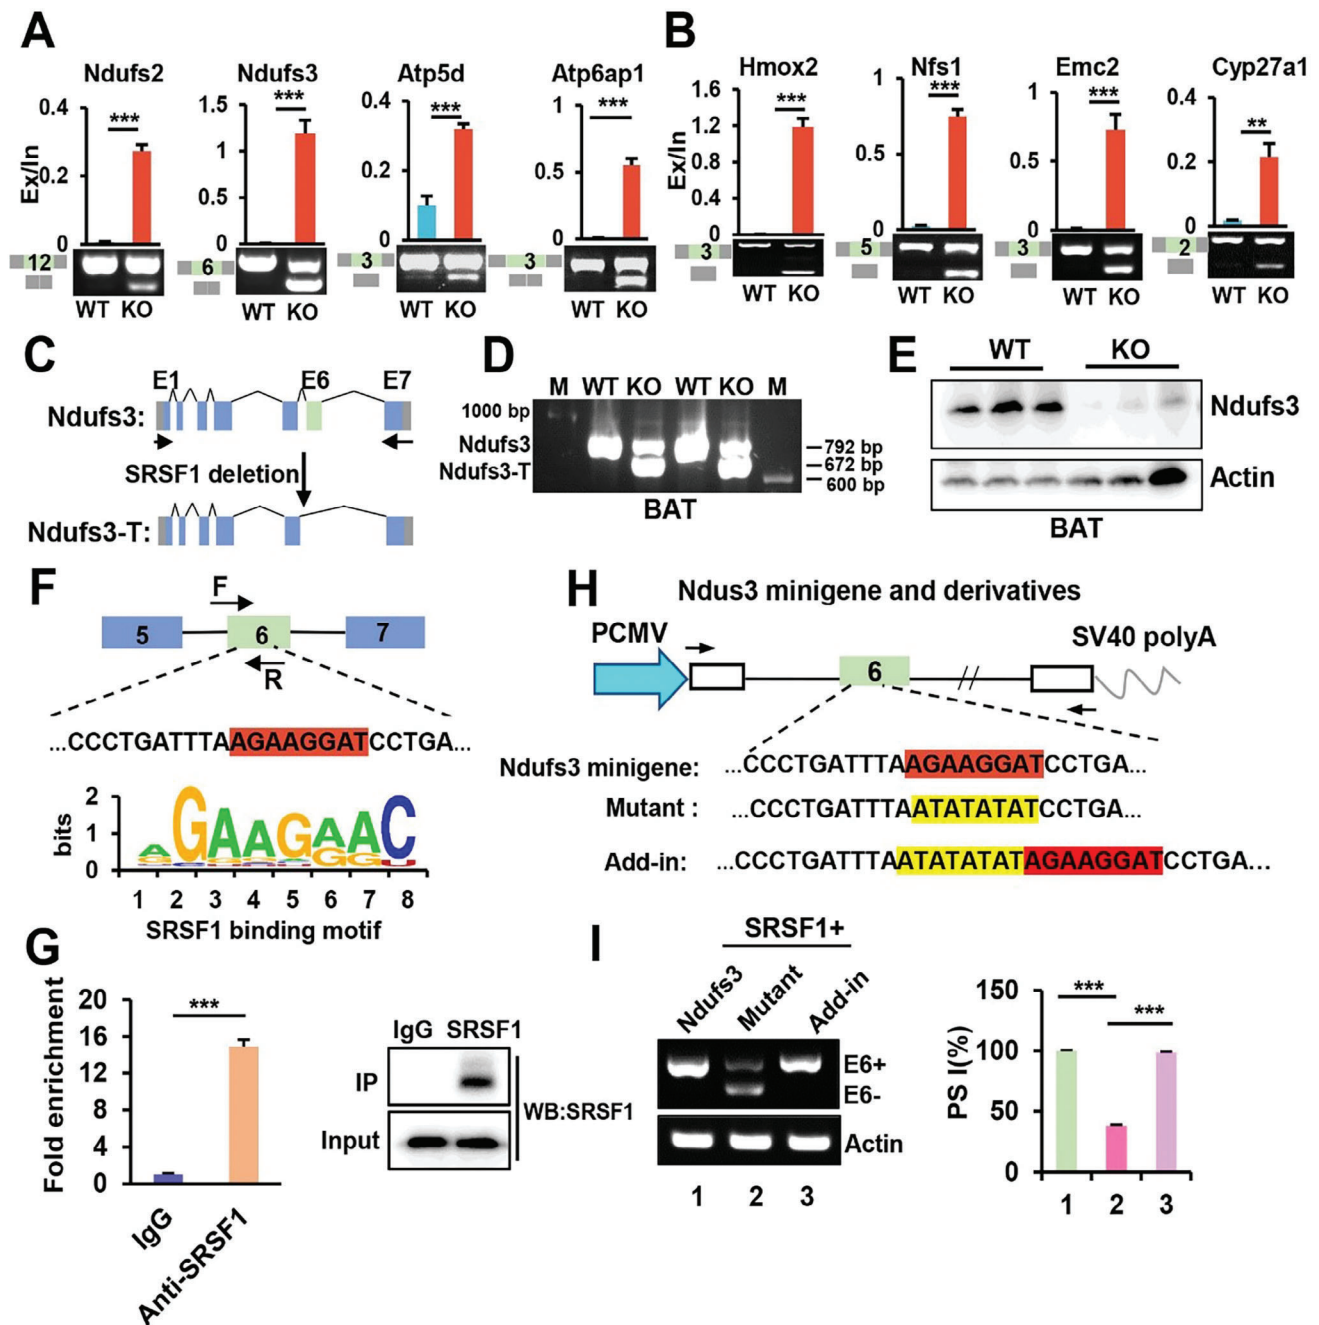 A
Ndufs2 Ndufs3 Atp5d Atp6ap1
Ex/In
0.4
0.2
0
***
12
WT KO
1.5
1
0.5
0
***
6
WT KO
0.4
0.2
0
***
3
WT KO
1
0.5
0
***
3
WT KO
B
Hmox2 Nfs1 Emc2 Cyp27a1
Ex/In
1.6
1.2
0.8
0.4
0
***
3
WT KO
1
0.5
0
***
5
WT KO
1
0.5
0
***
3
WT KO
0.4
0.2
0
**
2
WT KO
C
E1 E6 E7
Ndufs3:
SRSF1 deletion
Ndufs3-T:
D
M WT KO WT KO M
1000 bp
Ndufs3
Ndufs3-T
792 bp
672 bp
600 bp
BAT
E
WT KO
Ndufs3
Actin
BAT
F
F
5 6 7
R
...CCCTGATTTAAGAAGGATCCTGA...
bits
2
1
0
AGAAGAAC
GG
U
1 2 3 4 5 6 7 8
SRSF1 binding motif
G
Fold enrichment
20
16
12
8
4
0
***
IgG
Anti-SRSF1
IgG SRSF1
IP
Input
WB:SRSF1
H
Ndus3 minigene and derivatives
PCMV
SV40 polyA
6
Ndufs3 minigene: ...CCCTGATTTAAGAAGGATCCTGA...
Mutant : ...CCCTGATTTAATATATATCCTGA...
Add-in: ...CCCTGATTTAATATATATAGAAGGATCCTGA...
I
SRSF1+
Ndufs3
Mutant
Add-in
E6+
E6-
Actin
1 2 3
PS I(%)
150
100
50
0
***
***
1 2 3